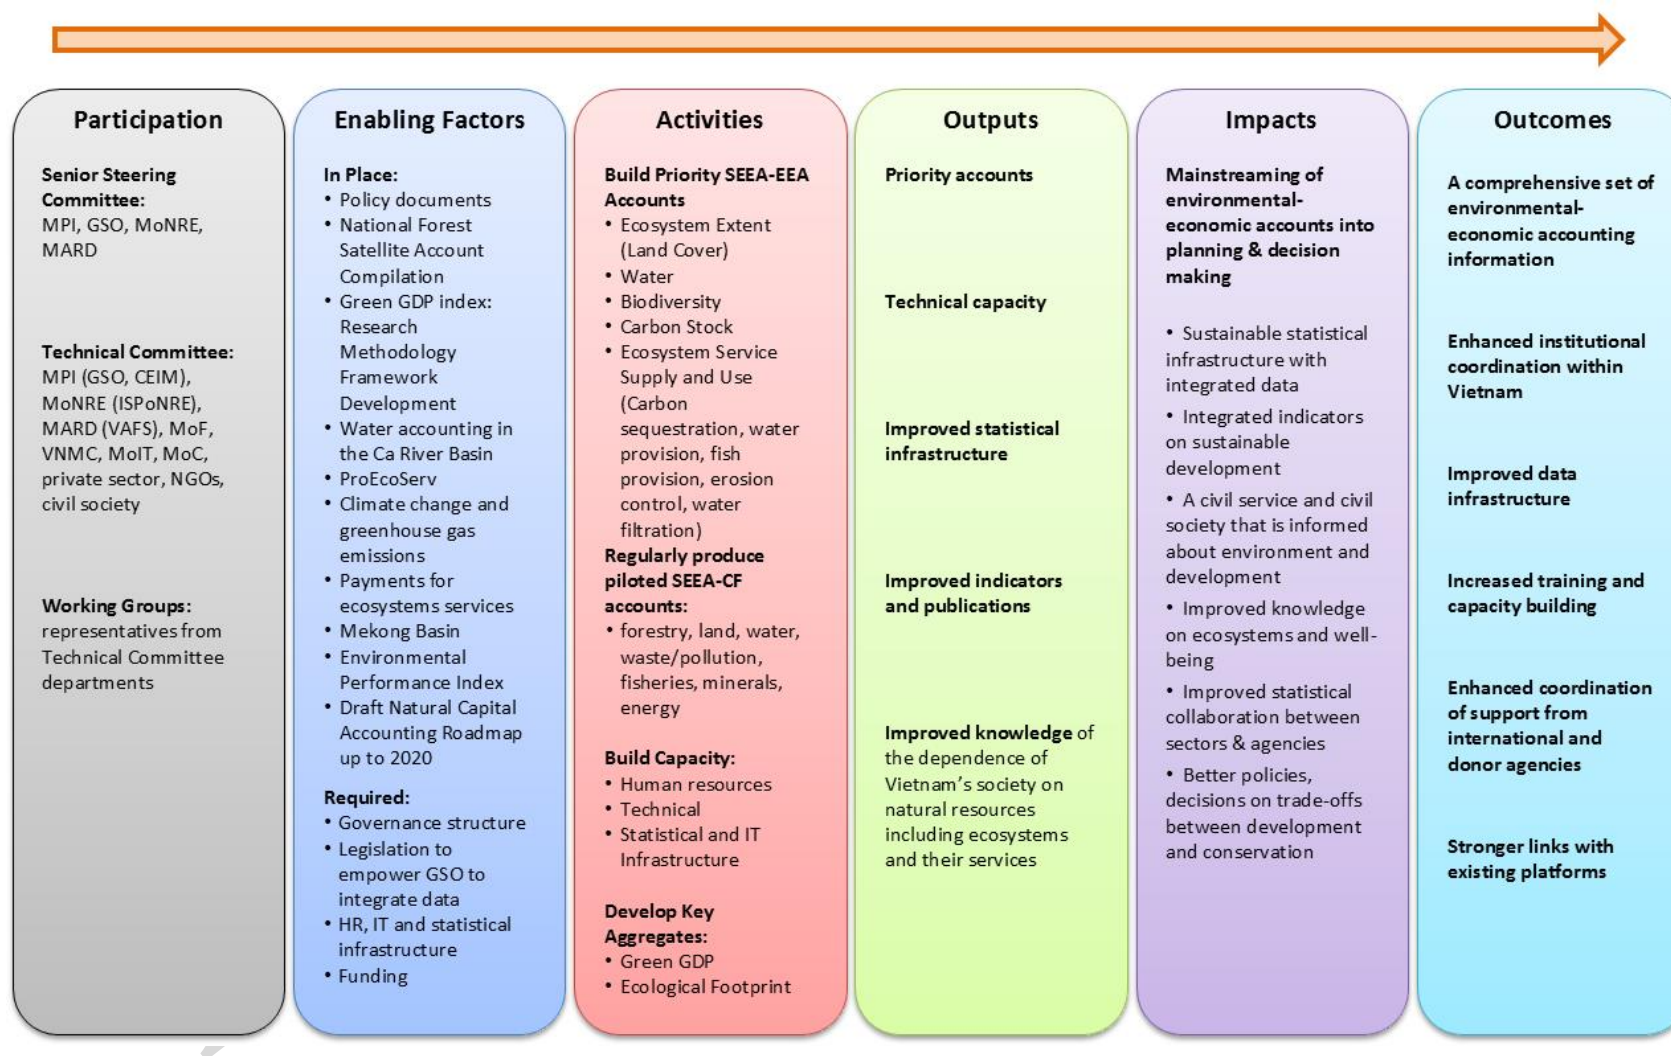 Participation
Senior Steering
Committee:
MPI, GSO, MoNRE,
MARD
Technical Committee:
MPI (GSO, CEIM),
MoNRE (ISPoNRE),
MARD (VAFS), MoF,
VNMC, MoIT, MoC,
private sector, NGOs,
civil society
Working Groups:
representatives from
Technical Committee
departments
Enabling Factors
In Place:
• Policy documents
• National Forest
Satellite Account
Compilation
• Green GDP index:
Research
Methodology
Framework
Development
• Water accounting in
the Ca River Basin
• ProEcoServ
• Climate change and
greenhouse gas
emissions
• Payments for
ecosystems services
• Mekong Basin
• Environmental
Performance Index
• Draft Natural Capital
Accounting Roadmap
up to 2020
Required:
• Governance structure
• Legislation to
empower GSO to
integrate data
• HR, IT and statistical
infrastructure
• Funding
Activities
Build Priority SEEA-EEA
Accounts
• Ecosystem Extent
(Land Cover)
• Water
• Biodiversity
• Carbon Stock
• Ecosystem Service
Supply and Use
(Carbon
sequestration, water
provision, fish
provision, erosion
control, water
filtration)
Regularly produce
piloted SEEA-CF
accounts:
• forestry, land, water,
waste/pollution,
fisheries, minerals,
energy
Build Capacity:
• Human resources
• Technical
• Statistical and IT
Infrastructure
Develop Key
Aggregates:
• Green GDP
• Ecological Footprint
Outputs
Priority accounts
Technical capacity
Improved statistical
infrastructure
Improved indicators
and publications
Improved knowledge of
the dependence of
Vietnam's society on
natural resources
including ecosystems
and their services
Impacts
Mainstreaming of
environmental-
economic accounts into
planning & decision
making
• Sustainable statistical
infrastructure with
integrated data
• Integrated indicators
on sustainable
development
• A civil service and civil
society that is informed
about environment and
development
• Improved knowledge
on ecosystems and well-
being
• Improved statistical
collaboration between
sectors & agencies
• Better policies,
decisions on trade-offs
between development
and conservation
Outcomes
A comprehensive set of
environmental-
economic accounting
information
Enhanced institutional
coordination within
Vietnam
Improved data
infrastructure
Increased training and
capacity building
Enhanced coordination
of support from
international and
donor agencies
Stronger links with
existing platforms